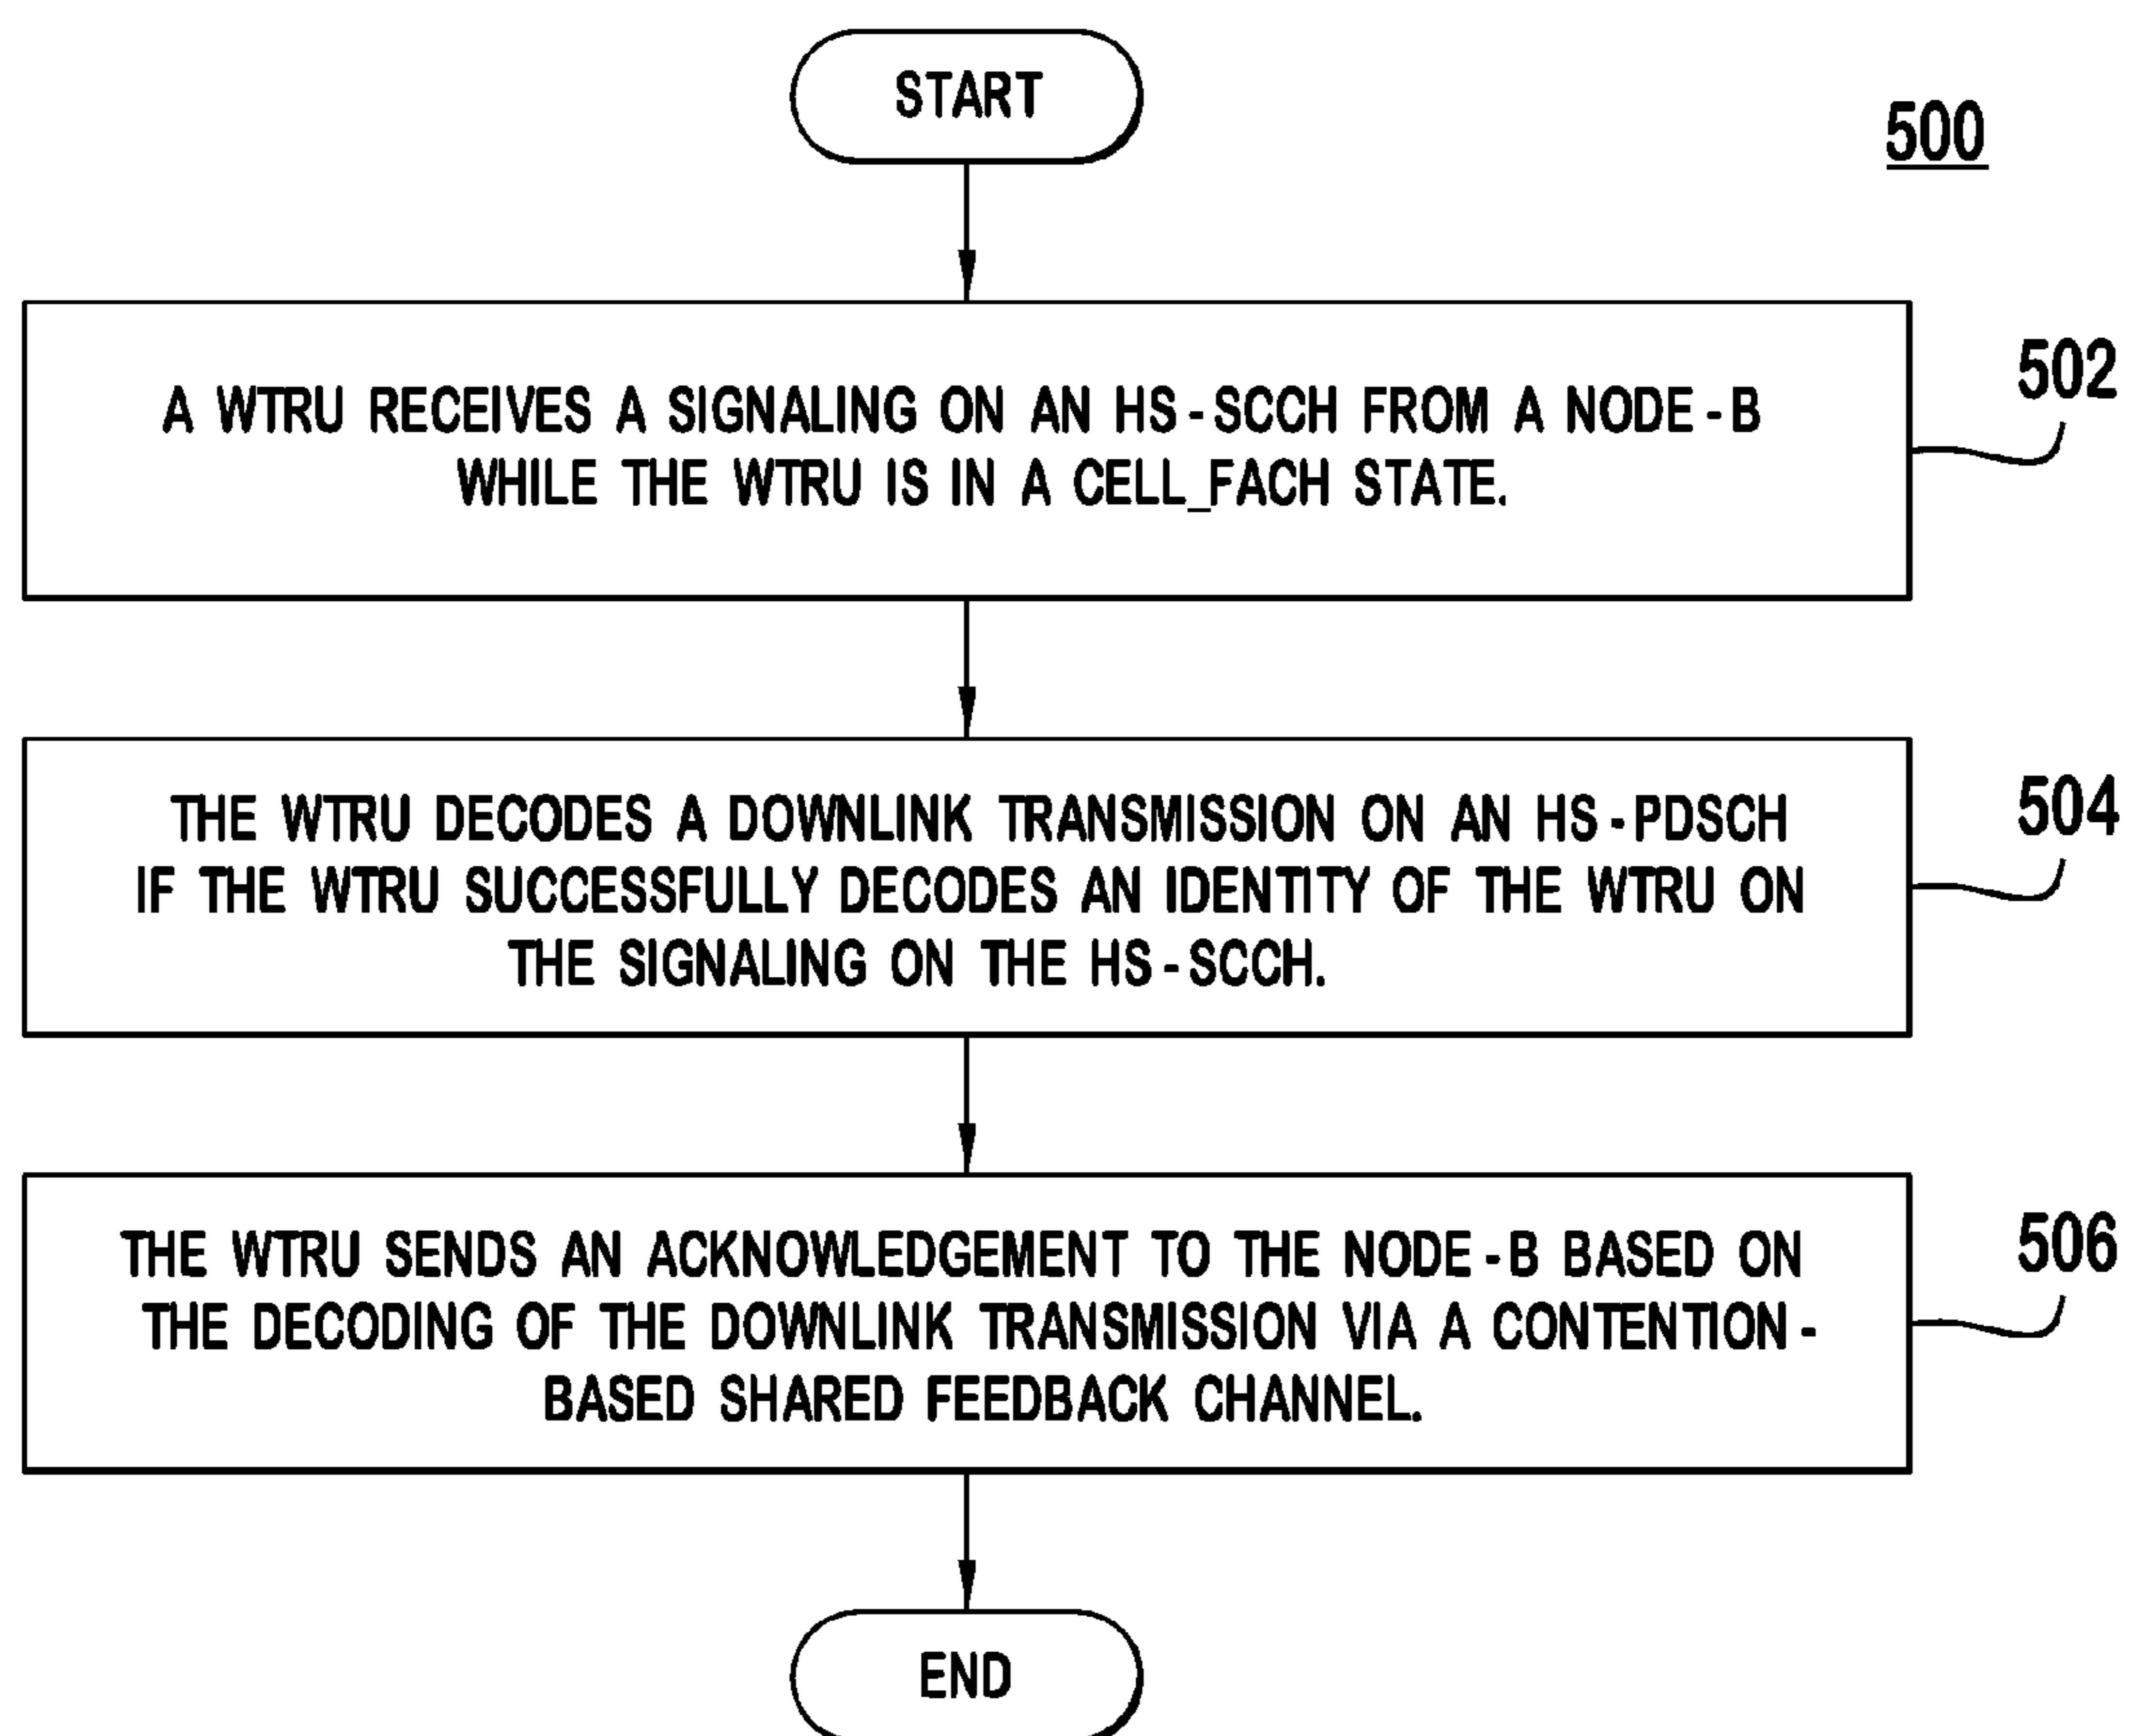 START
500
A WTRU RECEIVES A SIGNALING ON AN HS-SCCH FROM A NODE-B
WHILE THE WTRU IS IN A CELL_FACH STATE.
502
THE WTRU DECODES A DOWNLINK TRANSMISSION ON AN HS-PDSCH
IF THE WTRU SUCCESSFULLY DECODES AN IDENTITY OF THE WTRU ON
THE SIGNALING ON THE HS-SCCH.
504
THE WTRU SENDS AN ACKNOWLEDGEMENT TO THE NODE-B BASED ON
THE DECODING OF THE DOWNLINK TRANSMISSION VIA A CONTENTION-
BASED SHARED FEEDBACK CHANNEL.
506
END